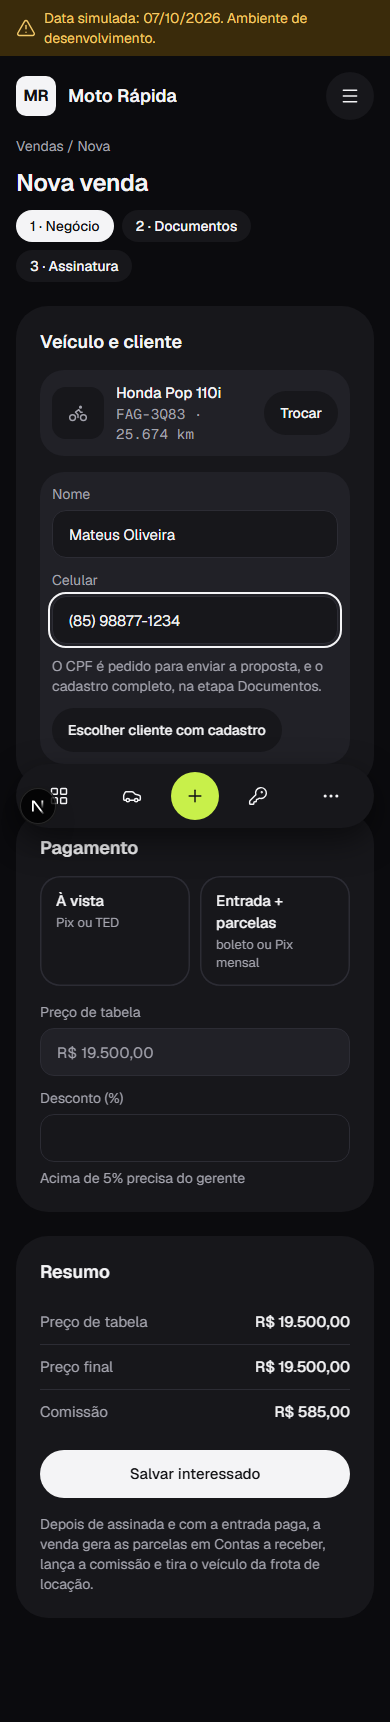 Data simulada: 07/10/2026. Ambiente de
desenvolvimento.
MR
Moto Rápida
Vendas / Nova
Nova venda
1 · Negócio
2 · Documentos
3 · Assinatura
Veículo e cliente
Honda Pop 110i
FAG-3Q83 ·
25.674 km
Trocar
Nome
Mateus Oliveira
Celular
(85) 98877-1234
O CPF é pedido para enviar a proposta, e o
cadastro completo, na etapa Documentos.
Escolher cliente com cadastro
N
Pagamento
À vista
Pix ou TED
Entrada +
parcelas
boleto ou Pix
mensal
Preço de tabela
R$ 19.500,00
Desconto (%)
Acima de 5% precisa do gerente
Resumo
Preço de tabela
R$ 19.500,00
Preço final
R$ 19.500,00
Comissão
R$ 585,00
Salvar interessado
Depois de assinada e com a entrada paga, a
venda gera as parcelas em Contas a receber,
lança a comissão e tira o veículo da frota de
locação.